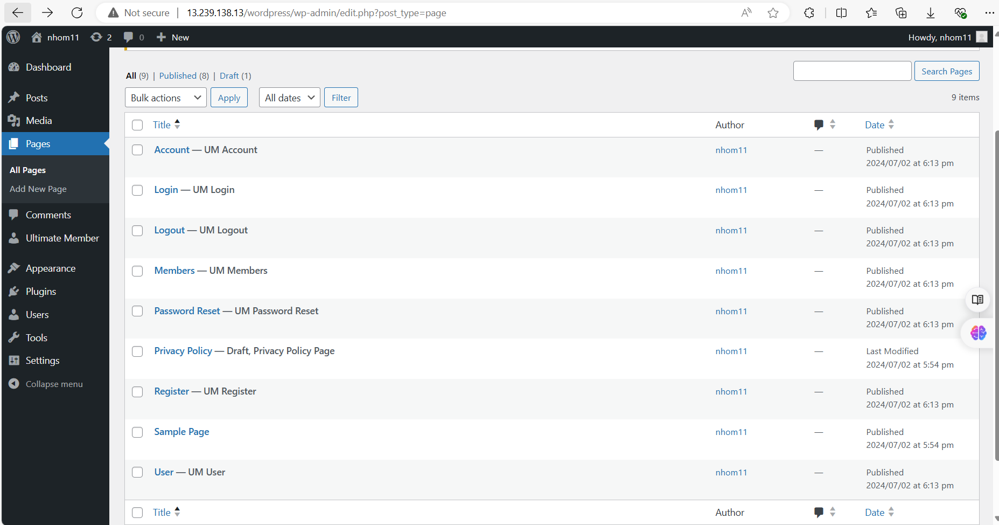 Not secure 13.239.138.13/wordpress/wp-admin/edit.php?post_type=page
nhom11 2 0 New Howdy, nhom11
Dashboard
Posts
Media
Pages
All Pages
Add New Page
Comments
Ultimate Member
Appearance
Plugins
Users
Tools
Settings
Collapse menu
All (9) | Published (8) | Draft (1)
Search Pages
Bulk actions Apply All dates Filter 9 items
Title Author Date
Account — UM Account nhom11 — Published
2024/07/02 at 6:13 pm
Login — UM Login nhom11 — Published
2024/07/02 at 6:13 pm
Logout — UM Logout nhom11 — Published
2024/07/02 at 6:13 pm
Members — UM Members nhom11 — Published
2024/07/02 at 6:13 pm
Password Reset — UM Password Reset nhom11 — Published
2024/07/02 at 6:13 pm
Privacy Policy — Draft, Privacy Policy Page nhom11 — Last Modified
2024/07/02 at 5:54 pm
Register — UM Register nhom11 — Published
2024/07/02 at 6:13 pm
Sample Page nhom11 — Published
2024/07/02 at 5:54 pm
User — UM User nhom11 — Published
2024/07/02 at 6:13 pm
Title Author Date